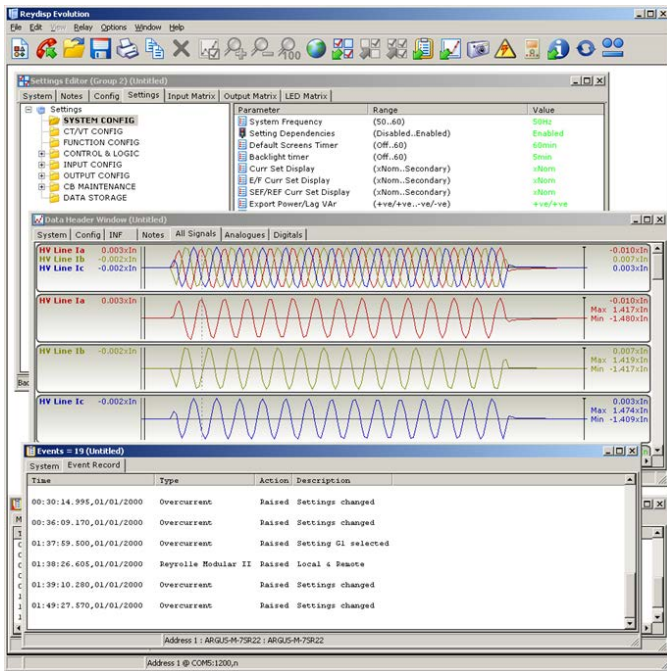 Reydisp Evolution
File Edit View Relay Options Window Help
Settings Editor (Group 2) (Untitled)
System Notes Config Settings Input Matrix Output Matrix LED Matrix
Settings
SYSTEM CONFIG
CT/VT CONFIG
FUNCTION CONFIG
CONTROL & LOGIC
INPUT CONFIG
OUTPUT CONFIG
CB MAINTENANCE
DATA STORAGE
Parameter Range Value
System Frequency (50..60) 50Hz
Setting Dependencies (Disabled..Enabled) Enabled
Default Screens Timer (Off..60) 60min
Backlight timer (Off..60) 5min
Curr Set Display (xNom..Secondary) xNom
E/F Curr Set Display (xNom..Secondary) xNom
SEF/REF Curr Set Display (xNom..Secondary) xNom
Export Power/Lag VAr (+ve/+ve..-ve/-ve) +ve/+ve
Data Header Window (Untitled)
System Config INF Notes All Signals Analogues Digitals
HV Line Ia 0.003xIn -0.010xIn
HV Line Ib -0.002xIn 0.007xIn
HV Line Ic -0.002xIn 0.003xIn
HV Line Ia 0.003xIn -0.010xIn
Max 1.417xIn
Min -1.480xIn
HV Line Ib -0.002xIn 0.007xIn
Max 1.419xIn
Min -1.417xIn
HV Line Ic -0.002xIn 0.003xIn
Max 1.474xIn
Min -1.409xIn
Events = 19 (Untitled)
System Event Record
Time Type Action Description
00:30:14.995,01/01/2000 Overcurrent Raised Settings changed
00:36:09.170,01/01/2000 Overcurrent Raised Settings changed
01:37:59.500,01/01/2000 Overcurrent Raised Setting G1 selected
01:38:26.605,01/01/2000 Reyrolle Modular II Raised Local & Remote
01:39:10.280,01/01/2000 Overcurrent Raised Settings changed
01:49:27.570,01/01/2000 Overcurrent Raised Settings changed
Address 1 : ARGUS-M-7SR22 : ARGUS-M-7SR22
Address 1 @ COM5:1200,n